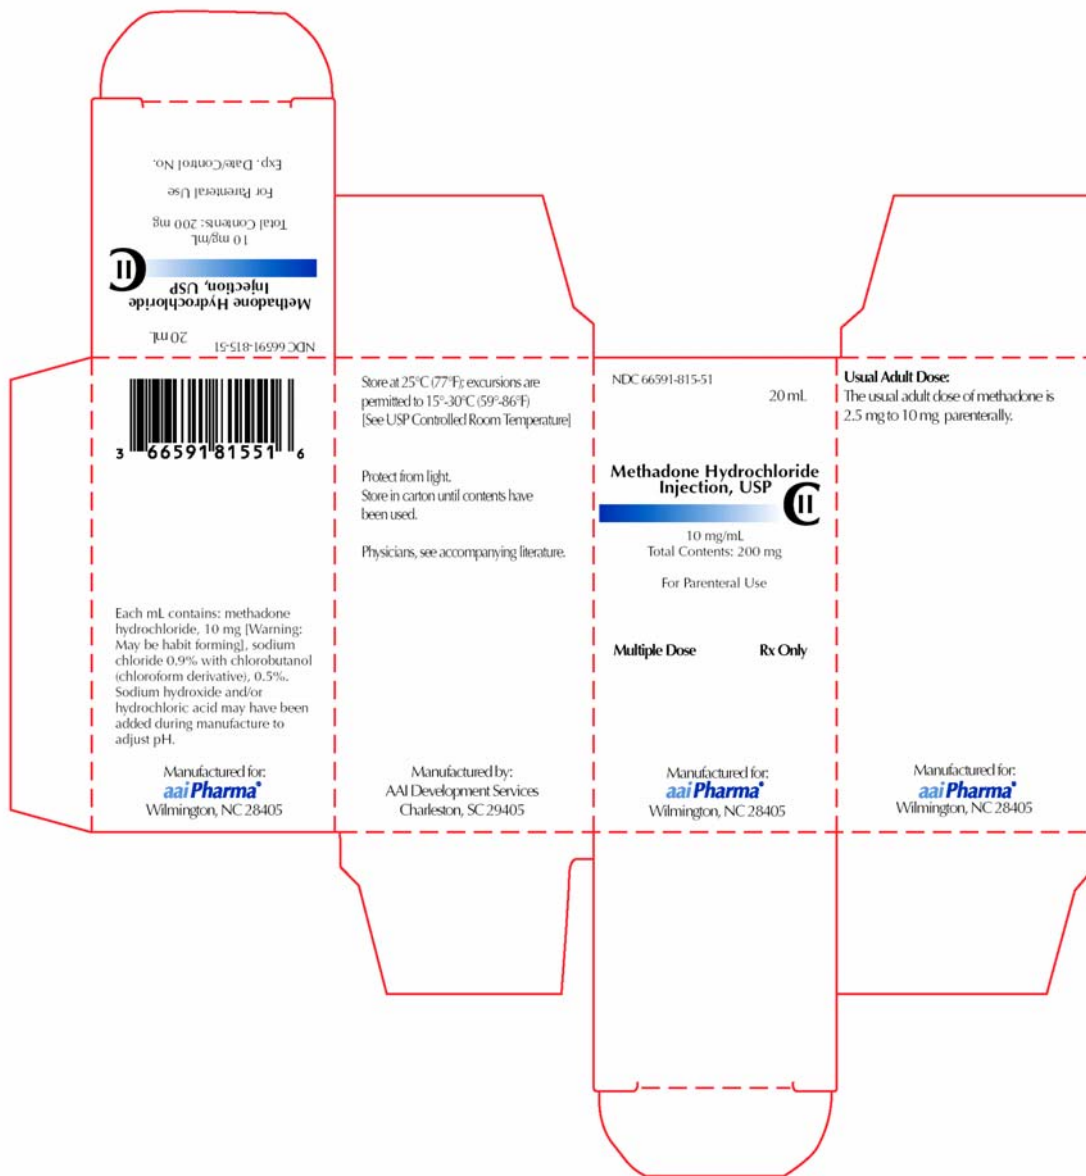 Exp. Date/Control No.
For Parenteral Use
Total Contents: 200 mg
10 mg/mL
CII
Injection, USP
Methadone Hydrochloride
20 mL
NDC 66591-815-51
3 66591 81551 6
Each mL contains: methadone
hydrochloride, 10 mg [Warning:
May be habit forming], sodium
chloride 0.9% with chlorobutanol
(chloroform derivative), 0.5%.
Sodium hydroxide and/or
hydrochloric acid may have been
added during manufacture to
adjust pH.
Manufactured for:
aaiPharma
Wilmington, NC 28405
Store at 25°C (77°F); excursions are
permitted to 15°-30°C (59°-86°F)
[See USP Controlled Room Temperature]
Protect from light.
Store in carton until contents have
been used.
Physicians, see accompanying literature.
Manufactured by:
AAI Development Services
Charleston, SC 29405
NDC 66591-815-51
20 mL
Methadone Hydrochloride
Injection, USP
CII
10 mg/mL
Total Contents: 200 mg
For Parenteral Use
Multiple Dose Rx Only
Manufactured for:
aaiPharma
Wilmington, NC 28405
Usual Adult Dose:
The usual adult dose of methadone is
2.5 mg to 10 mg parenterally.
Manufactured for:
aaiPharma
Wilmington, NC 28405